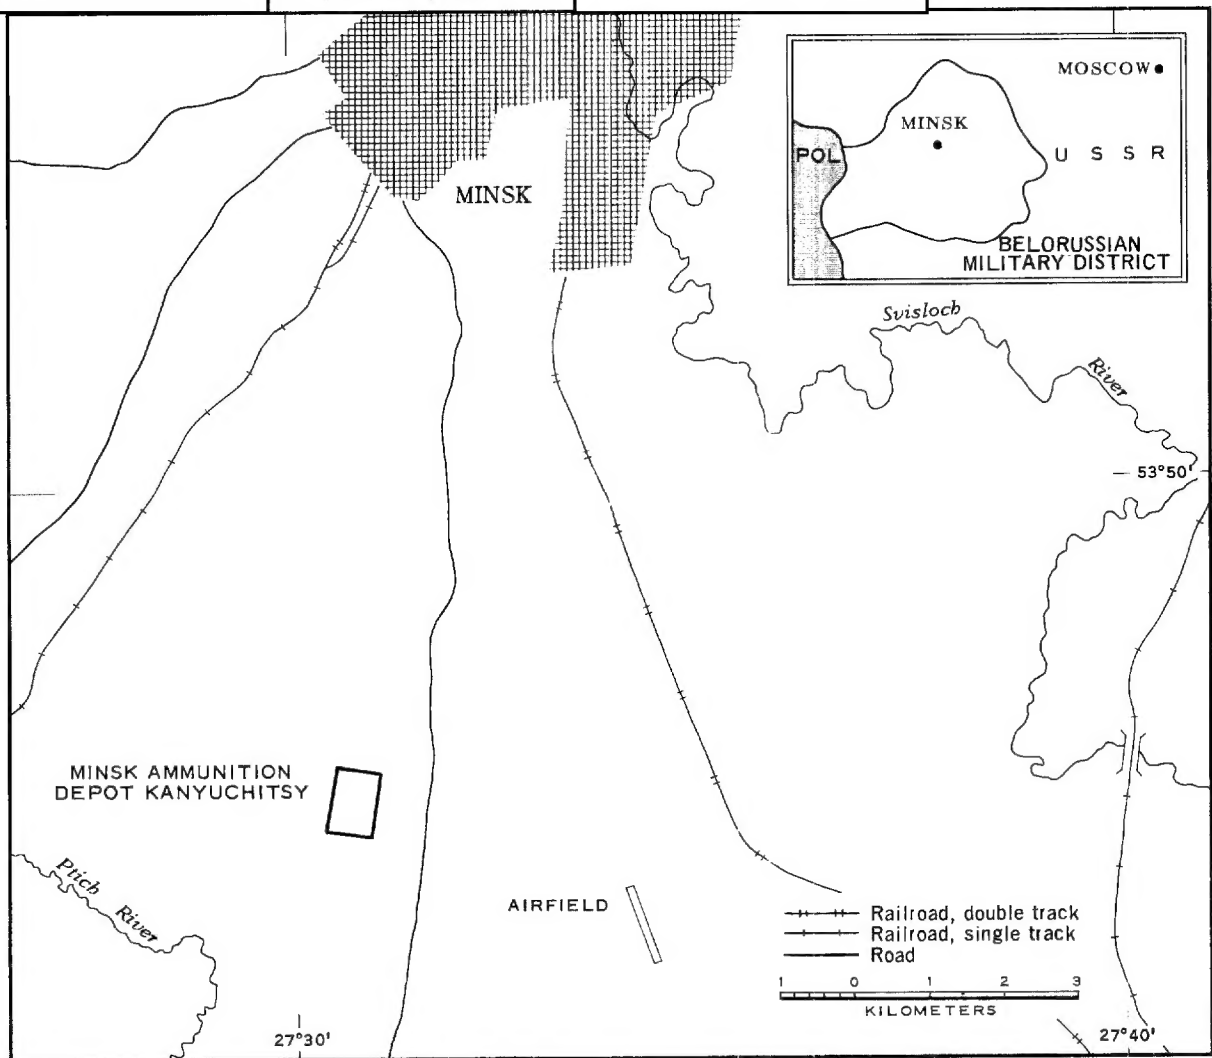 MOSCOW
MINSK
POL
U S S R
BELORUSSIAN
MILITARY DISTRICT
MINSK
Svisloch
River
53°50'
MINSK AMMUNITION
DEPOT KANYUCHITSY
Ptich
River
AIRFIELD
Railroad, double track
Railroad, single track
Road
1 0 1 2 3
KILOMETERS
27°30'
27°40'